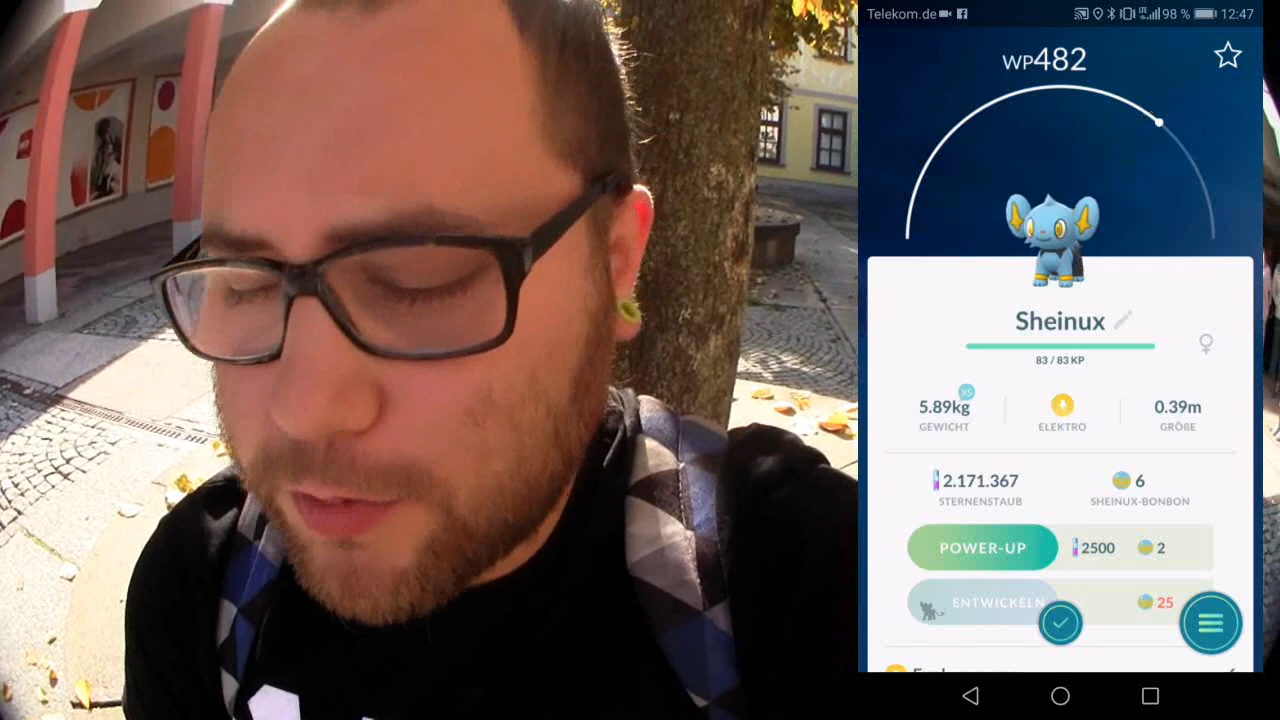 Telekom.de
98 %
12:47
WP482
Sheinux
83 / 83 KP
XS
5.89kg
GEWICHT
ELEKTRO
0.39m
GRÖßE
2.171.367
STERNENSTAUB
6
SHEINUX-BONBON
POWER-UP
2500
2
ENTWICKELN
25